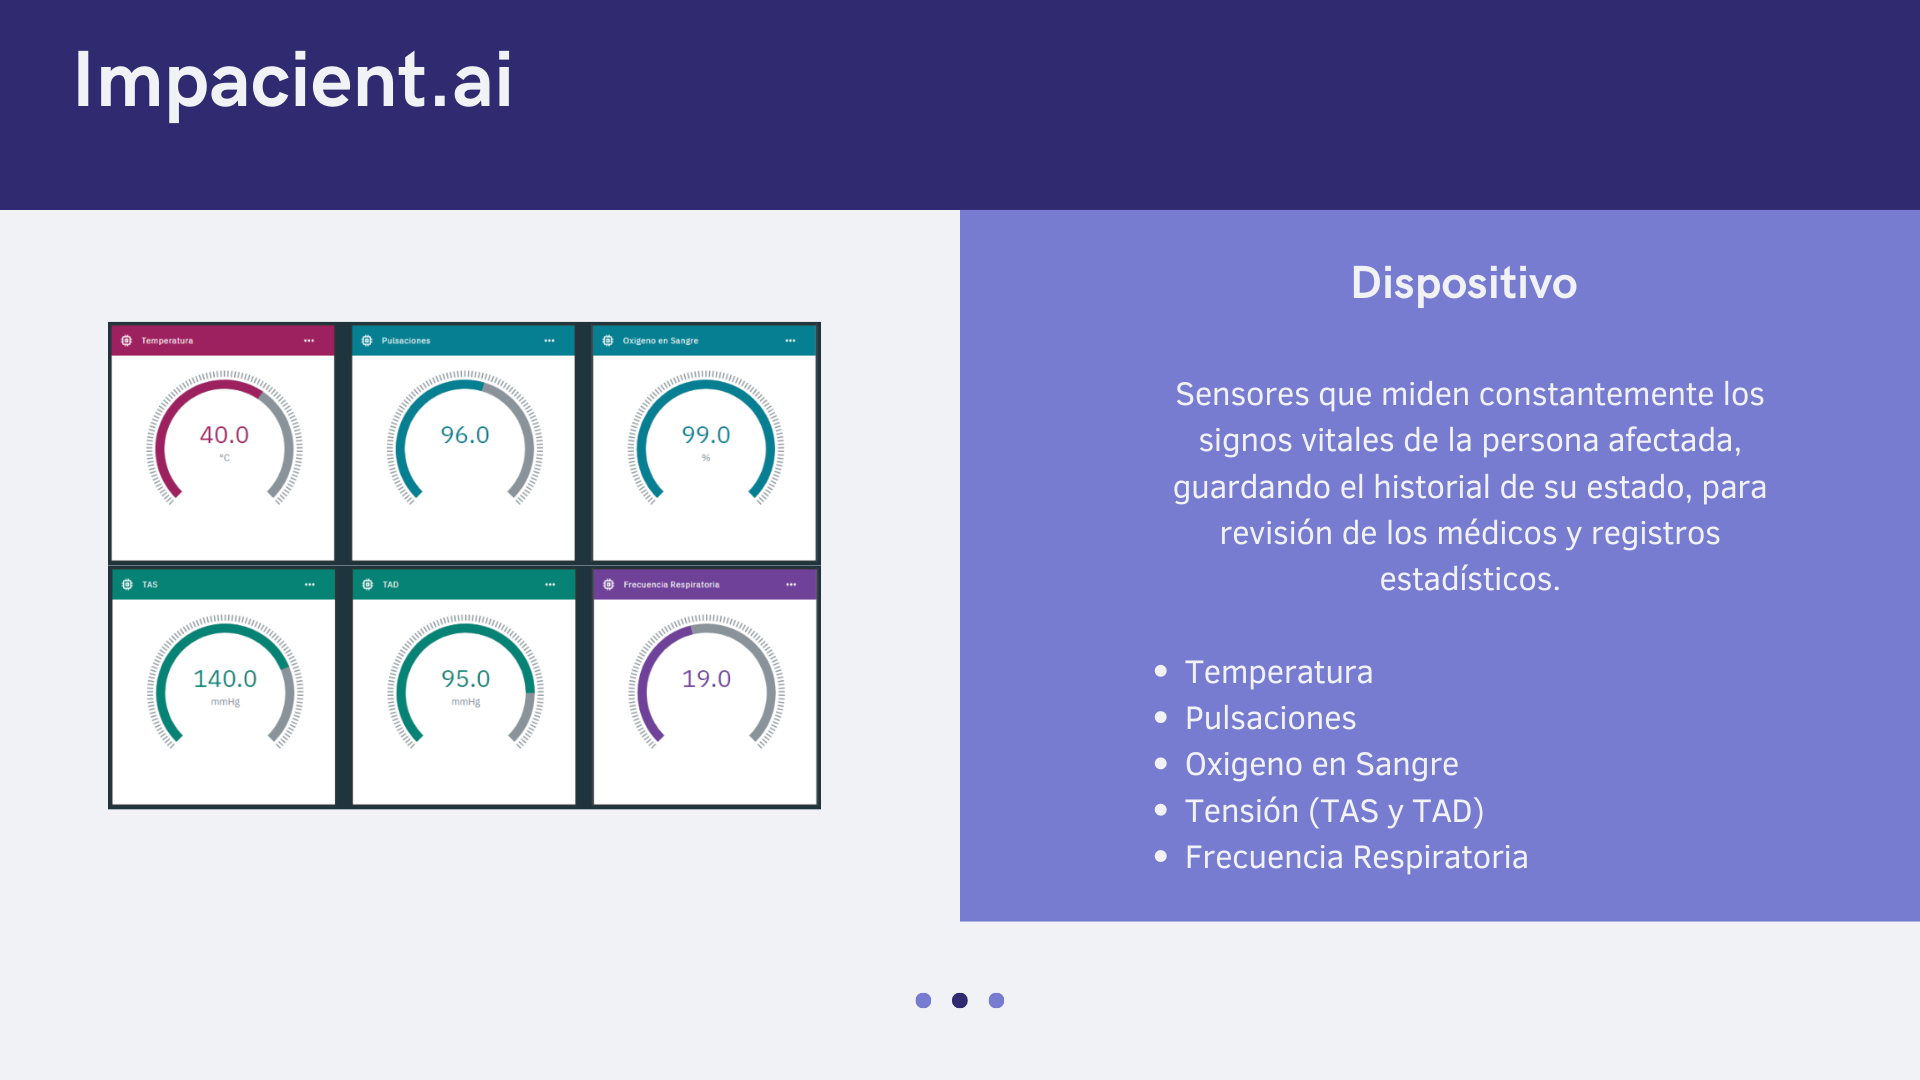 Impacient.ai
Temperatura ...
40.0
°C
Pulsaciones ...
96.0
Oxigeno en Sangre ...
99.0
%
TAS ...
140.0
mmHg
TAD ...
95.0
mmHg
Frecuencia Respiratoria ...
19.0
Dispositivo
Sensores que miden constantemente los
signos vitales de la persona afectada,
guardando el historial de su estado, para
revisión de los médicos y registros
estadísticos.
• Temperatura
• Pulsaciones
• Oxigeno en Sangre
• Tensión (TAS y TAD)
• Frecuencia Respiratoria